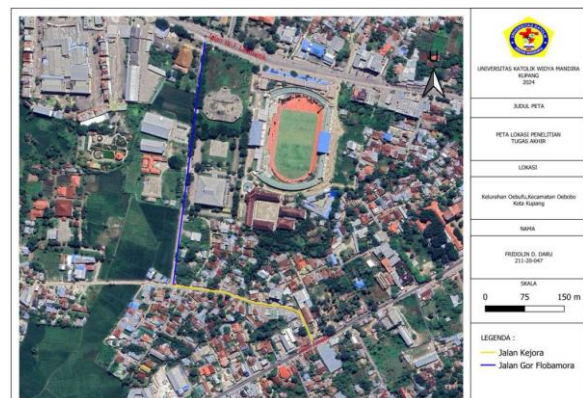 UNIVERSITAS KATOLIK WIDYA MANDIRA
KUPANG
2024
JUDUL PETA
PETA LOKASI PENELITIAN
TUGAS AKHIR
LOKASI
Kelurahan Oebufu,Kecamatan Oebobo
Kota Kupang
NAMA
FRIDOLIN D. DARU
211-20-047
SKALA
0 75 150 m
LEGENDA :
Jalan Kejora
Jalan Gor Flobamora